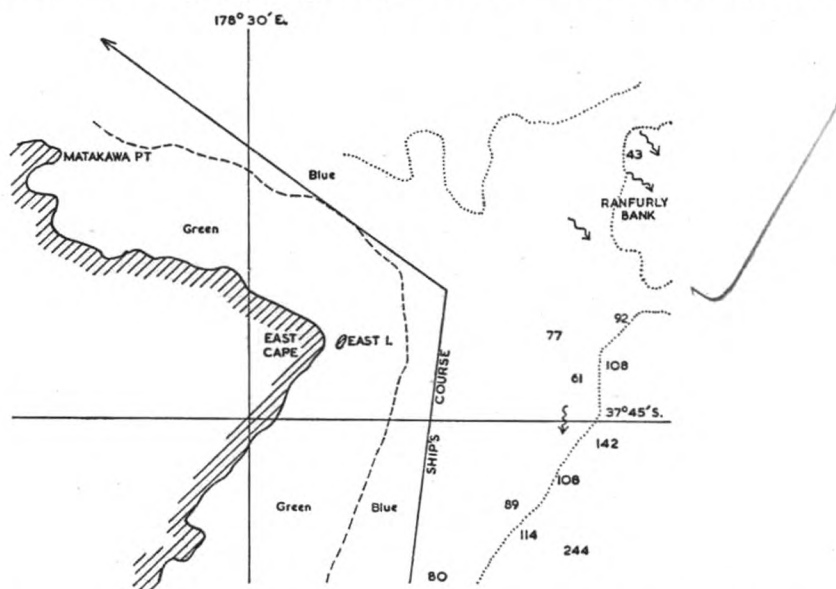 178° 30′ E.
MATAKAWA PT
Blue
43
RANFURLY
BANK
Green
92
77
EAST
CAPE
EAST I.
108
61
SHIP'S COURSE
37° 45′ S.
142
108
Green
Blue
89
114
244
80